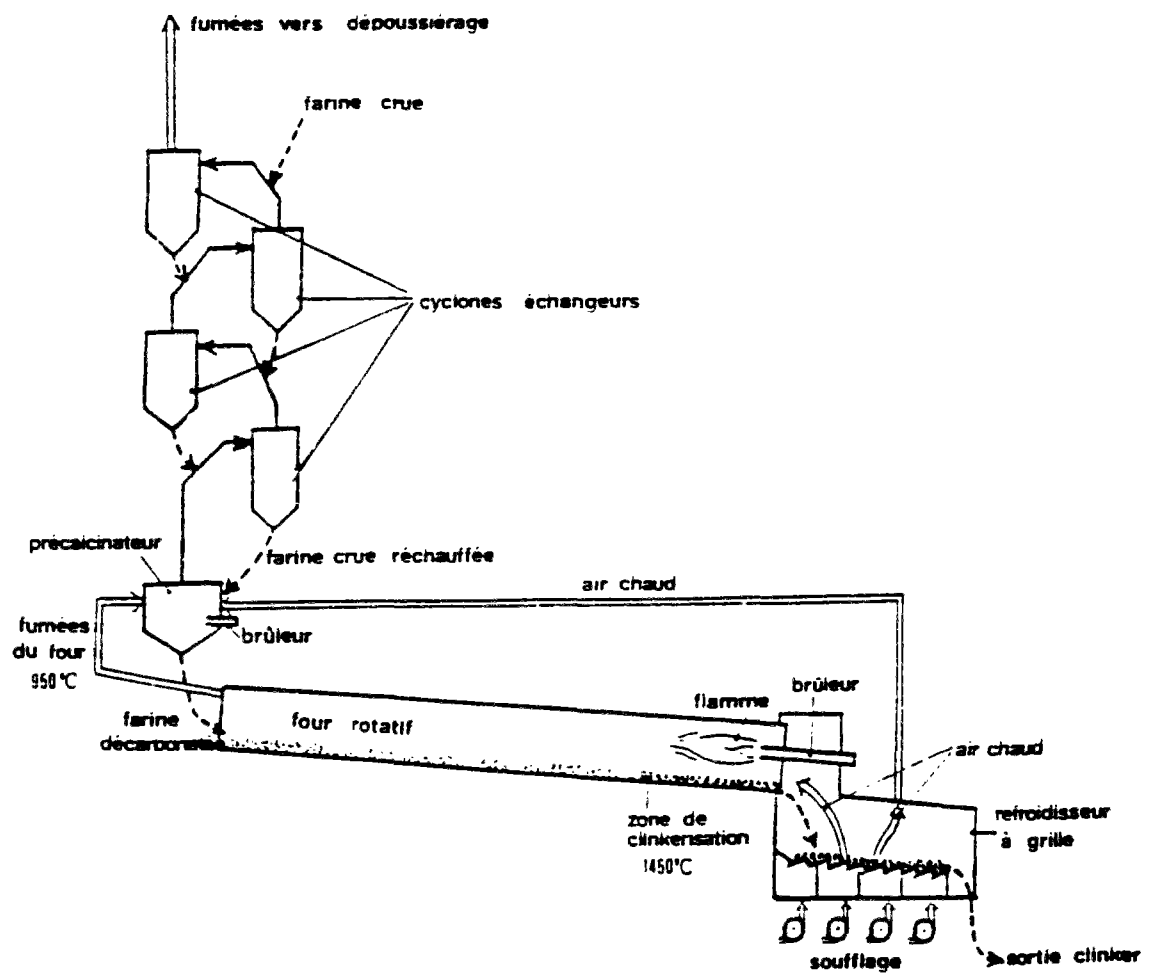 fumées vers dépoussiérage
farine crue
cyclones échangeurs
précalcinateur
farine crue réchauffée
air chaud
fumées
du four
950°C
brûleur
farine
décarbonatée
four rotatif
flamme
brûleur
air chaud
zone de
clinkerisation
1450°C
refroidisseur
à grille
soufflage
sortie clinker